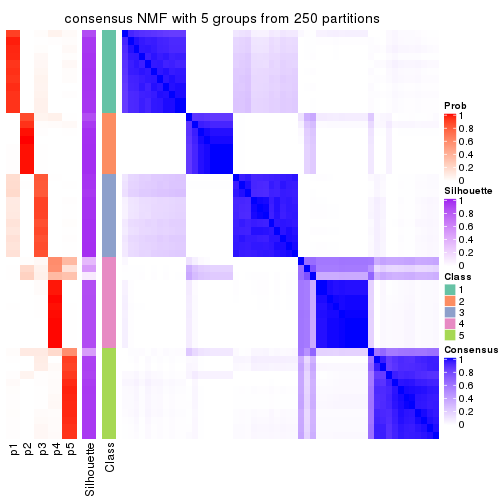 consensus NMF with 5 groups from 250 partitions
Prob
1
0.8
0.6
0.4
0.2
0
Silhouette
1
0.8
0.6
0.4
0.2
0
Class
1
2
3
4
5
Consensus
1
0.8
0.6
0.4
0.2
0
p1
p2
p3
p4
p5
Silhouette
Class